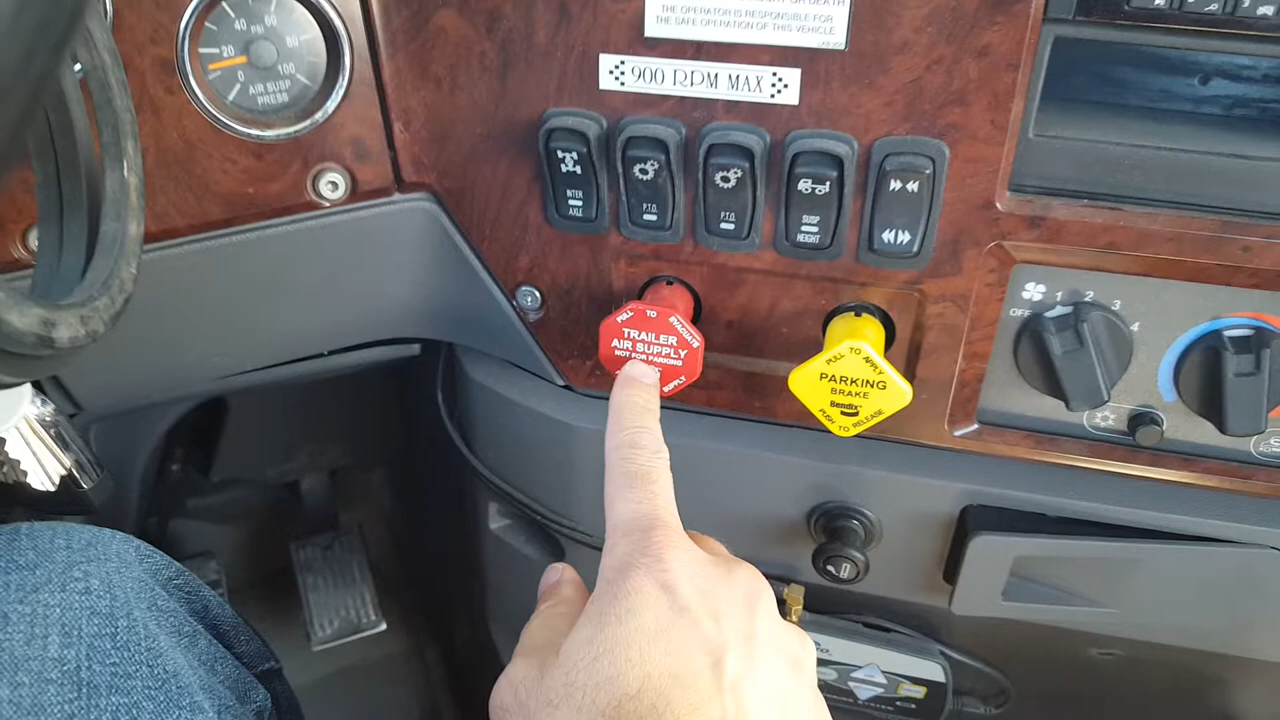 THE OPERATOR IS RESPONSIBLE FOR
THE SAFE OPERATION OF THIS VEHICLE
900 RPM MAX
40 PSI 60
20 80
0 100
AIR SUSP
PRESS
INTER
AXLE
P.T.O.
P.T.O.
SUSP
HEIGHT
PULL TO EVACUATE
TRAILER
AIR SUPPLY
NOT FOR PARKING
SUPPLY
PULL TO APPLY
PARKING
BRAKE
Bendix
PUSH TO RELEASE
OFF 1 2 3 4